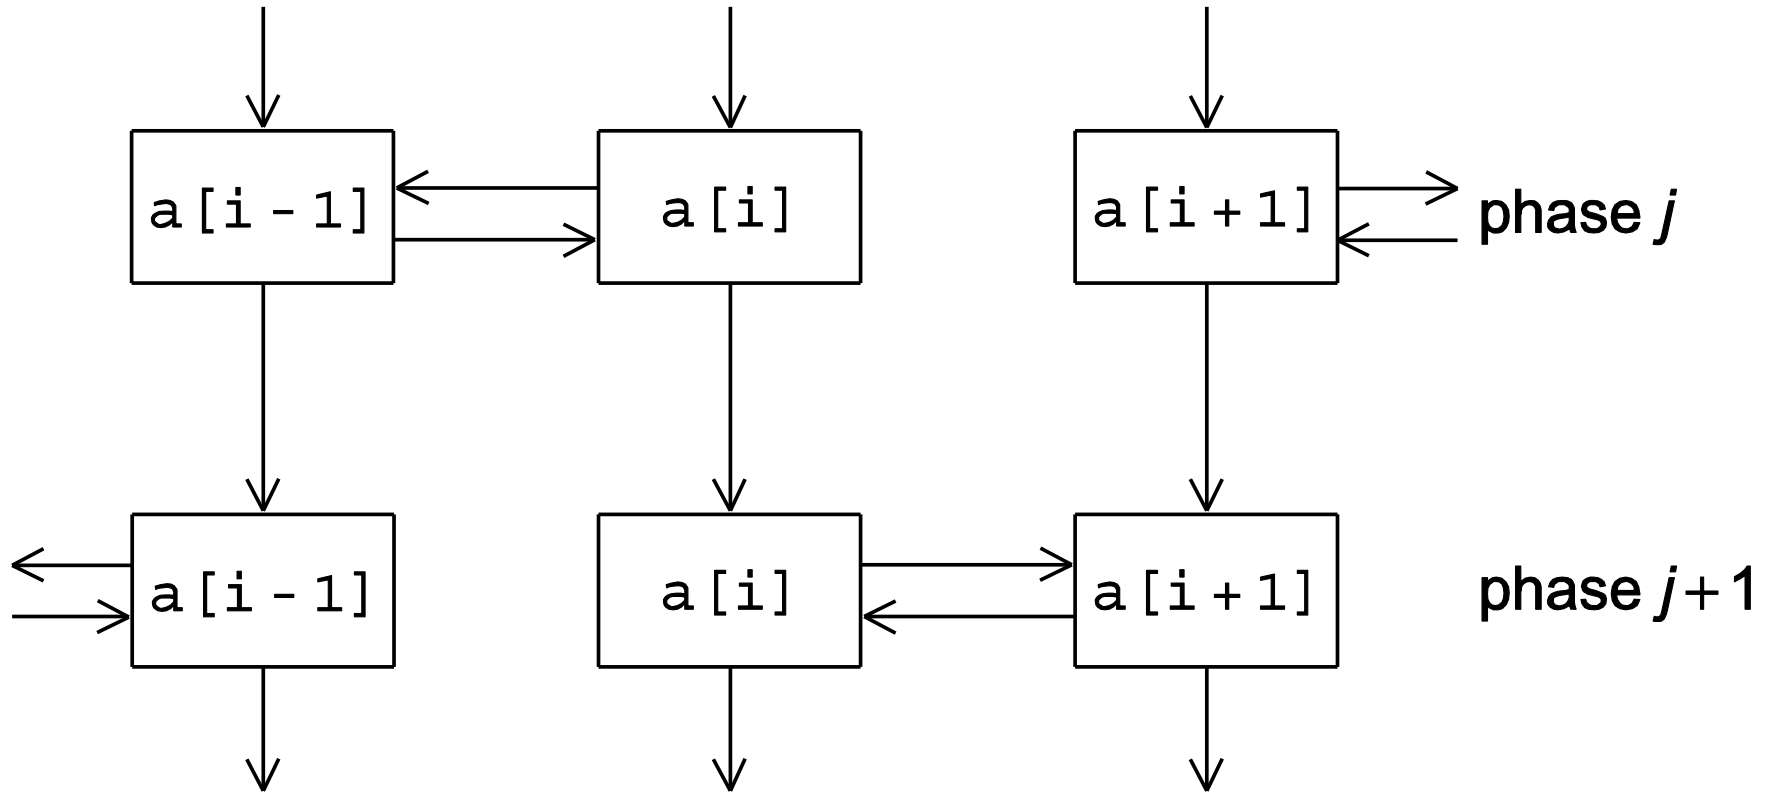 a[i - 1] a[i] a[i + 1] phase j
a[i - 1] a[i] a[i + 1] phase j+1